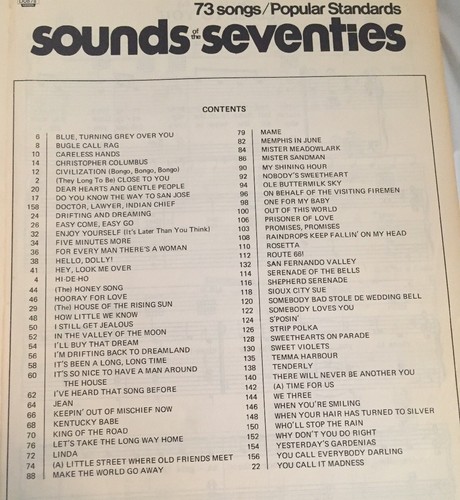 73 songs/Popular Standards
sounds of the seventies
CONTENTS
6 BLUE, TURNING GREY OVER YOU
8 BUGLE CALL RAG
10 CARELESS HANDS
14 CHRISTOPHER COLUMBUS
12 CIVILIZATION (Bongo, Bongo, Bongo)
2 (They Long To Be) CLOSE TO YOU
20 DEAR HEARTS AND GENTLE PEOPLE
17 DO YOU KNOW THE WAY TO SAN JOSE
158 DOCTOR, LAWYER, INDIAN CHIEF
24 DRIFTING AND DREAMING
26 EASY COME, EASY GO
32 ENJOY YOURSELF (It's Later Than You Think)
34 FIVE MINUTES MORE
36 FOR EVERY MAN THERE'S A WOMAN
38 HELLO, DOLLY!
41 HEY, LOOK ME OVER
4 HI-DE-HO
44 (The) HONEY SONG
46 HOORAY FOR LOVE
29 (The) HOUSE OF THE RISING SUN
48 HOW LITTLE WE KNOW
50 I STILL GET JEALOUS
52 IN THE VALLEY OF THE MOON
54 I'LL BUY THAT DREAM
56 I'M DRIFTING BACK TO DREAMLAND
58 IT'S BEEN A LONG, LONG TIME
60 IT'S SO NICE TO HAVE A MAN AROUND
THE HOUSE
62 I'VE HEARD THAT SONG BEFORE
64 JEAN
66 KEEPIN' OUT OF MISCHIEF NOW
68 KENTUCKY BABE
70 KING OF THE ROAD
76 LET'S TAKE THE LONG WAY HOME
72 LINDA
74 (A) LITTLE STREET WHERE OLD FRIENDS MEET
88 MAKE THE WORLD GO AWAY
79 MAME
82 MEMPHIS IN JUNE
84 MISTER MEADOWLARK
86 MISTER SANDMAN
90 MY SHINING HOUR
92 NOBODY'S SWEETHEART
94 OLE BUTTERMILK SKY
96 ON BEHALF OF THE VISITING FIREMEN
98 ONE FOR MY BABY
100 OUT OF THIS WORLD
106 PRISONER OF LOVE
103 PROMISES, PROMISES
108 RAINDROPS KEEP FALLIN' ON MY HEAD
110 ROSETTA
112 ROUTE 66!
132 SAN FERNANDO VALLEY
114 SERENADE OF THE BELLS
116 SHEPHERD SERENADE
118 SIOUX CITY SUE
120 SOMEBODY BAD STOLE DE WEDDING BELL
122 SOMEBODY LOVES YOU
124 S'POSIN'
126 STRIP POLKA
128 SWEETHEARTS ON PARADE
130 SWEET VIOLETS
135 TEMMA HARBOUR
138 TENDERLY
140 THERE WILL NEVER BE ANOTHER YOU
142 (A) TIME FOR US
144 WE THREE
146 WHEN YOU'RE SMILING
148 WHEN YOUR HAIR HAS TURNED TO SILVER
150 WHO'LL STOP THE RAIN
152 WHY DON'T YOU DO RIGHT
154 YESTERDAY'S GARDENIAS
156 YOU CALL EVERYBODY DARLING
22 YOU CALL IT MADNESS